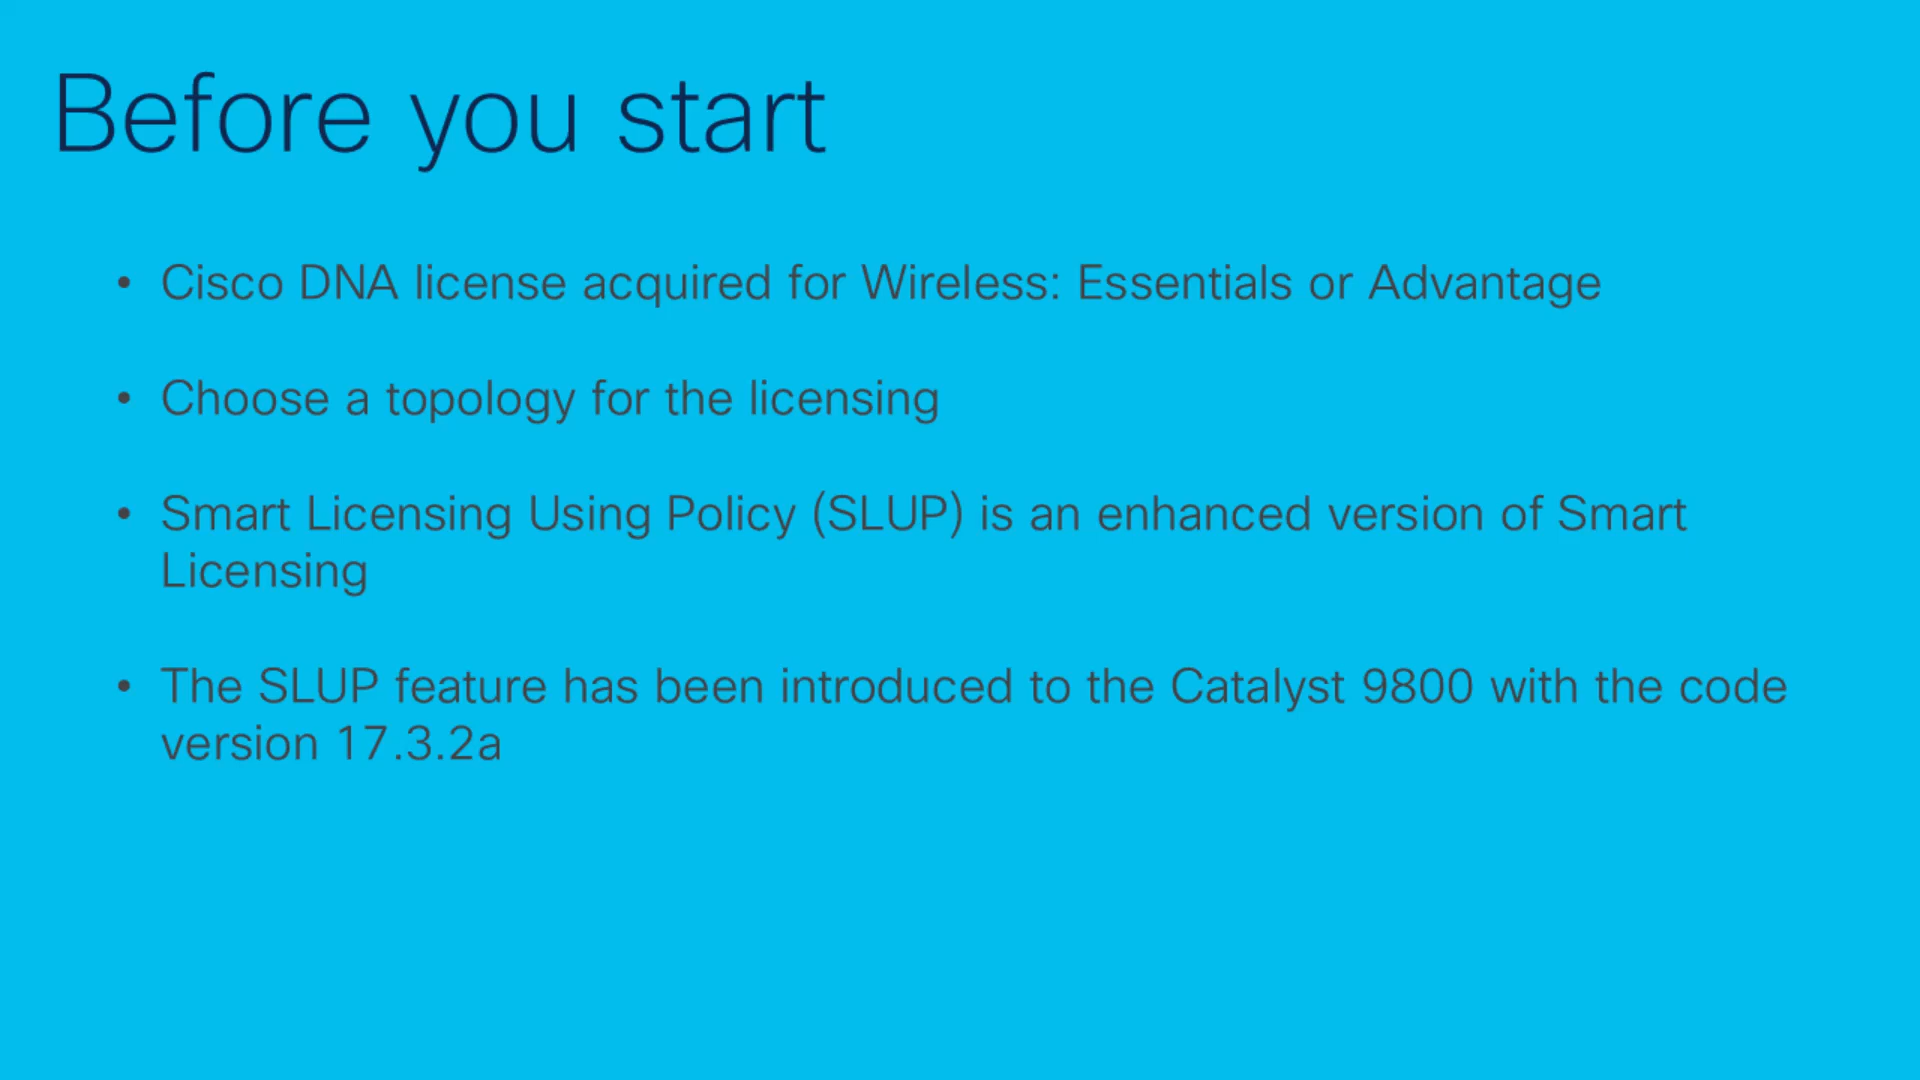 Before you start
• Cisco DNA license acquired for Wireless: Essentials or Advantage
• Choose a topology for the licensing
• Smart Licensing Using Policy (SLUP) is an enhanced version of Smart
Licensing
• The SLUP feature has been introduced to the Catalyst 9800 with the code
version 17.3.2a